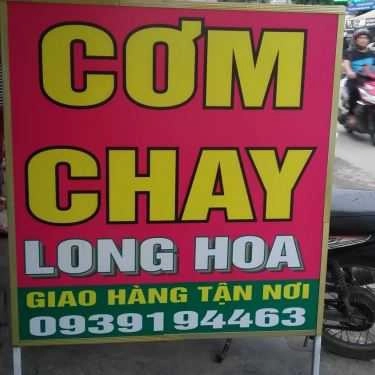 CƠM
CHAY
LONG HOA
GIAO HÀNG TẬN NƠI
0939194463